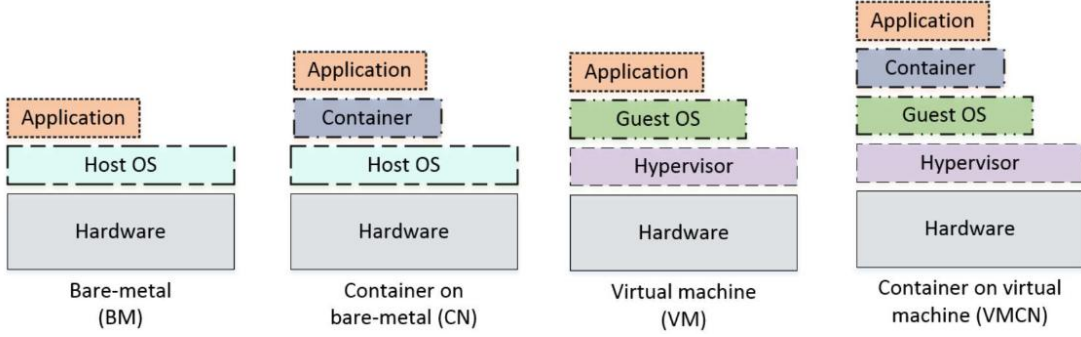 Application
Host OS
Hardware
Bare-metal
(BM)
Application
Container
Host OS
Hardware
Container on
bare-metal (CN)
Application
Guest OS
Hypervisor
Hardware
Virtual machine
(VM)
Application
Container
Guest OS
Hypervisor
Hardware
Container on virtual
machine (VMCN)